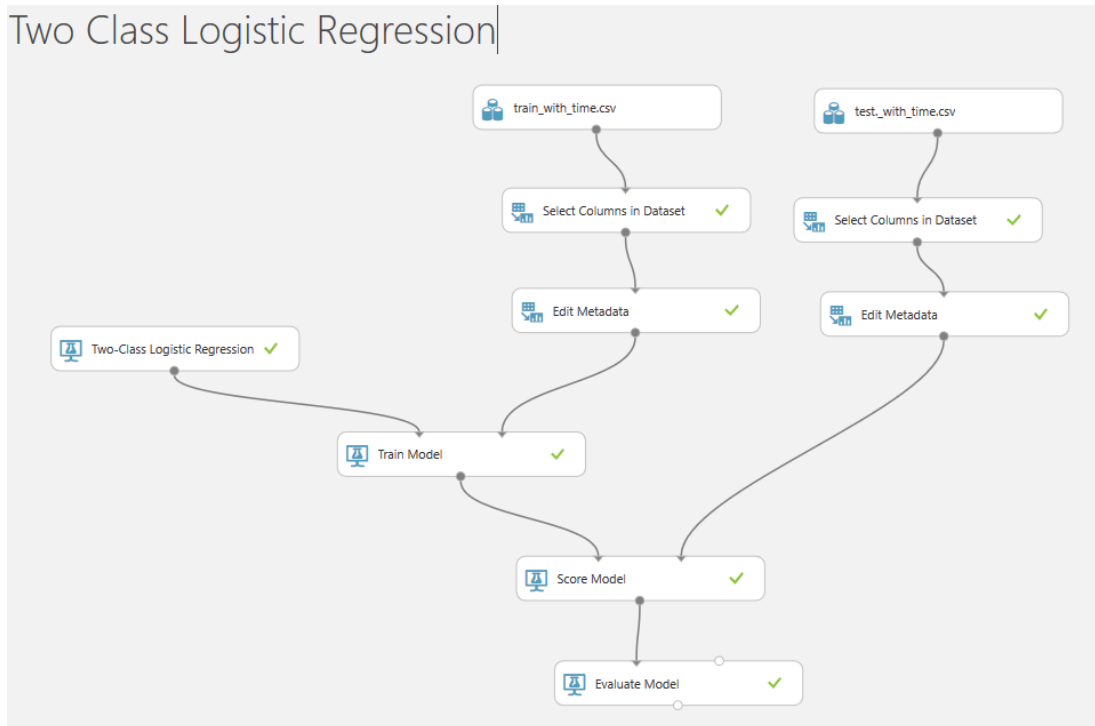 Two Class Logistic Regression
train_with_time.csv
test._with_time.csv
Select Columns in Dataset
Select Columns in Dataset
Edit Metadata
Edit Metadata
Two-Class Logistic Regression
Train Model
Score Model
Evaluate Model